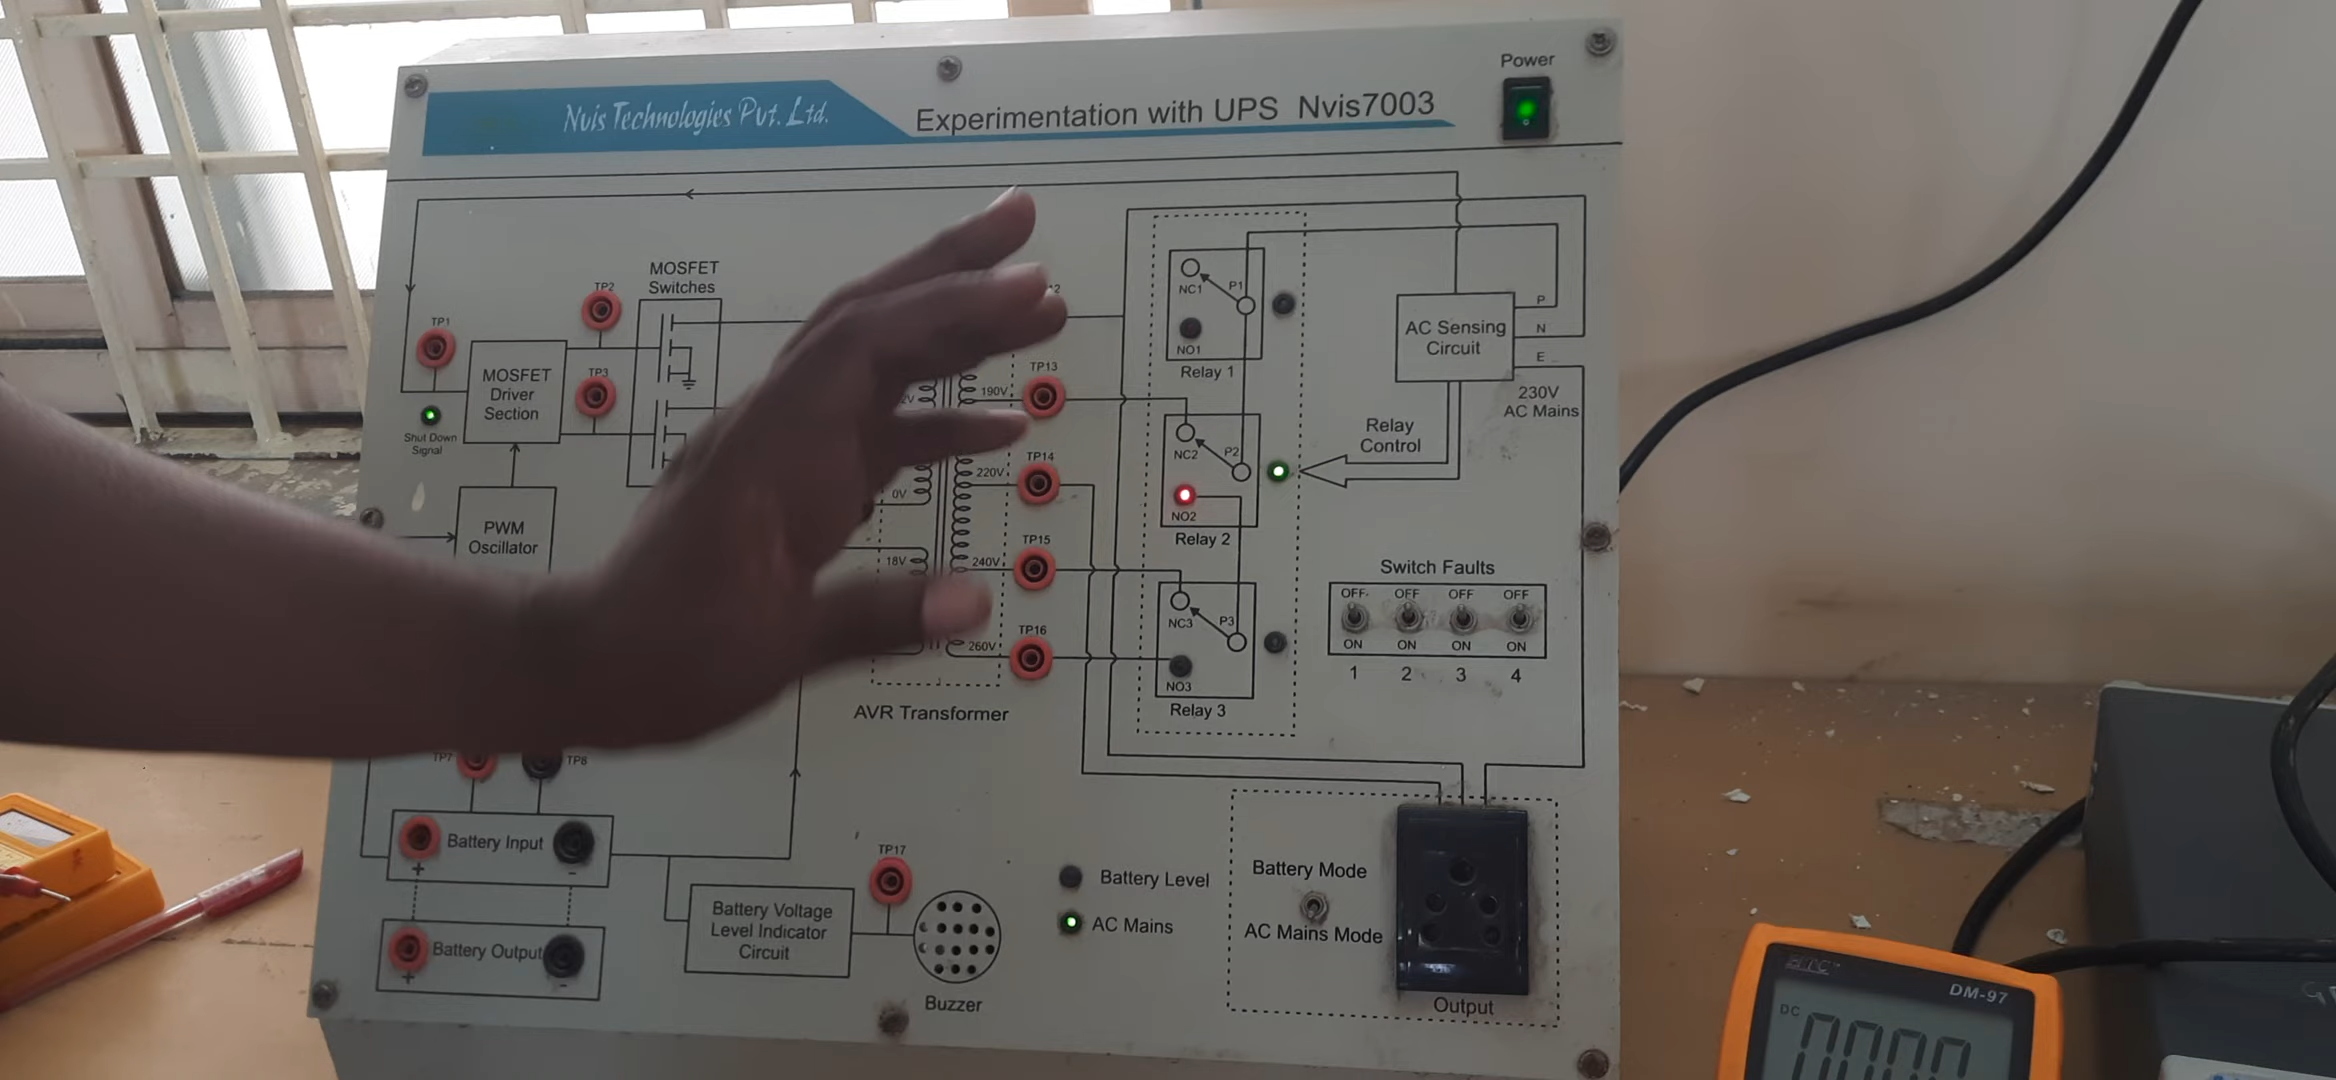 Nvis Technologies Pvt. Ltd.
Experimentation with UPS Nvis7003
Power
MOSFET
Switches
TP2
TP1
TP3
MOSFET
Driver
Section
Shut Down
Signal
PWM
Oscillator
0V
18V
190V
220V
240V
260V
TP13
TP14
TP15
TP16
AVR Transformer
NC1
P1
NO1
Relay 1
NC2
P2
NO2
Relay 2
NC3
P3
NO3
Relay 3
AC Sensing
Circuit
P
N
E
230V
AC Mains
Relay
Control
Switch Faults
OFF OFF OFF OFF
ON ON ON ON
1 2 3 4
TP7
TP8
Battery Input
+ -
Battery Output
+ -
Battery Voltage
Level Indicator
Circuit
TP17
Buzzer
Battery Level
AC Mains
Battery Mode
AC Mains Mode
Output
DM-97
DC